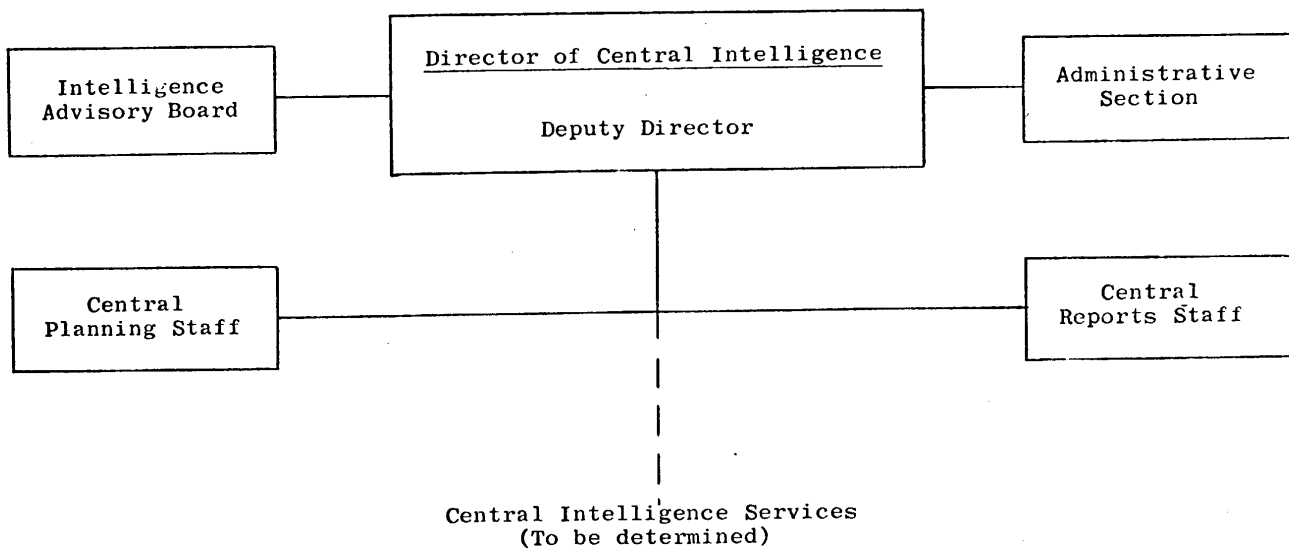 Director of Central Intelligence
Deputy Director
Intelligence
Advisory Board
Administrative
Section
Central
Planning Staff
Central
Reports Staff
Central Intelligence Services
(To be determined)